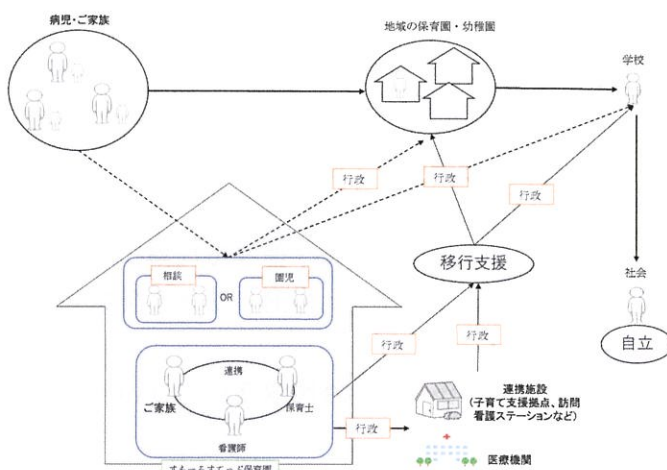 病児・ご家族
地域の保育園・幼稚園
学校
行政
行政
行政
移行支援
社会
自立
相談
OR
園児
行政
行政
連携
ご家族
保育士
看護師
行政
連携施設
(子育て支援拠点、訪問
看護ステーションなど)
医療機関